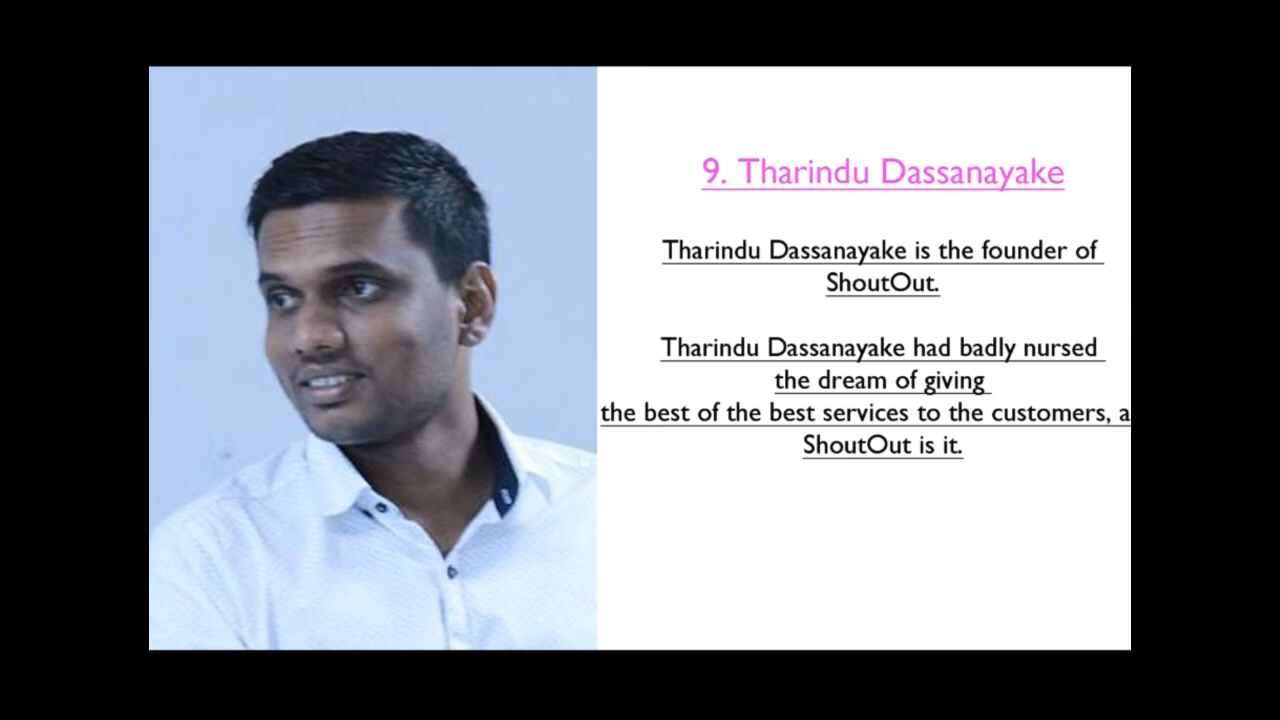 9. Tharindu Dassanayake
Tharindu Dassanayake is the founder of
ShoutOut.
Tharindu Dassanayake had badly nursed
the dream of giving
the best of the best services to the customers, a
ShoutOut is it.